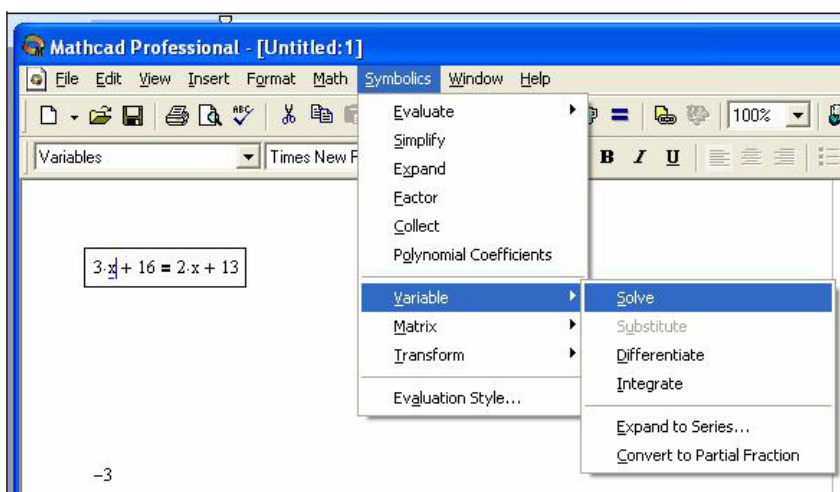 Mathcad Professional - [Untitled:1]
File Edit View Insert Format Math Symbolics Window Help
ABC 100%
Variables Times New B I U
Evaluate
Simplify
Expand
Factor
Collect
Polynomial Coefficients
3·x + 16 = 2·x + 13
Variable Solve
Matrix Substitute
Transform Differentiate
Integrate
Evaluation Style...
Expand to Series...
Convert to Partial Fraction
−3